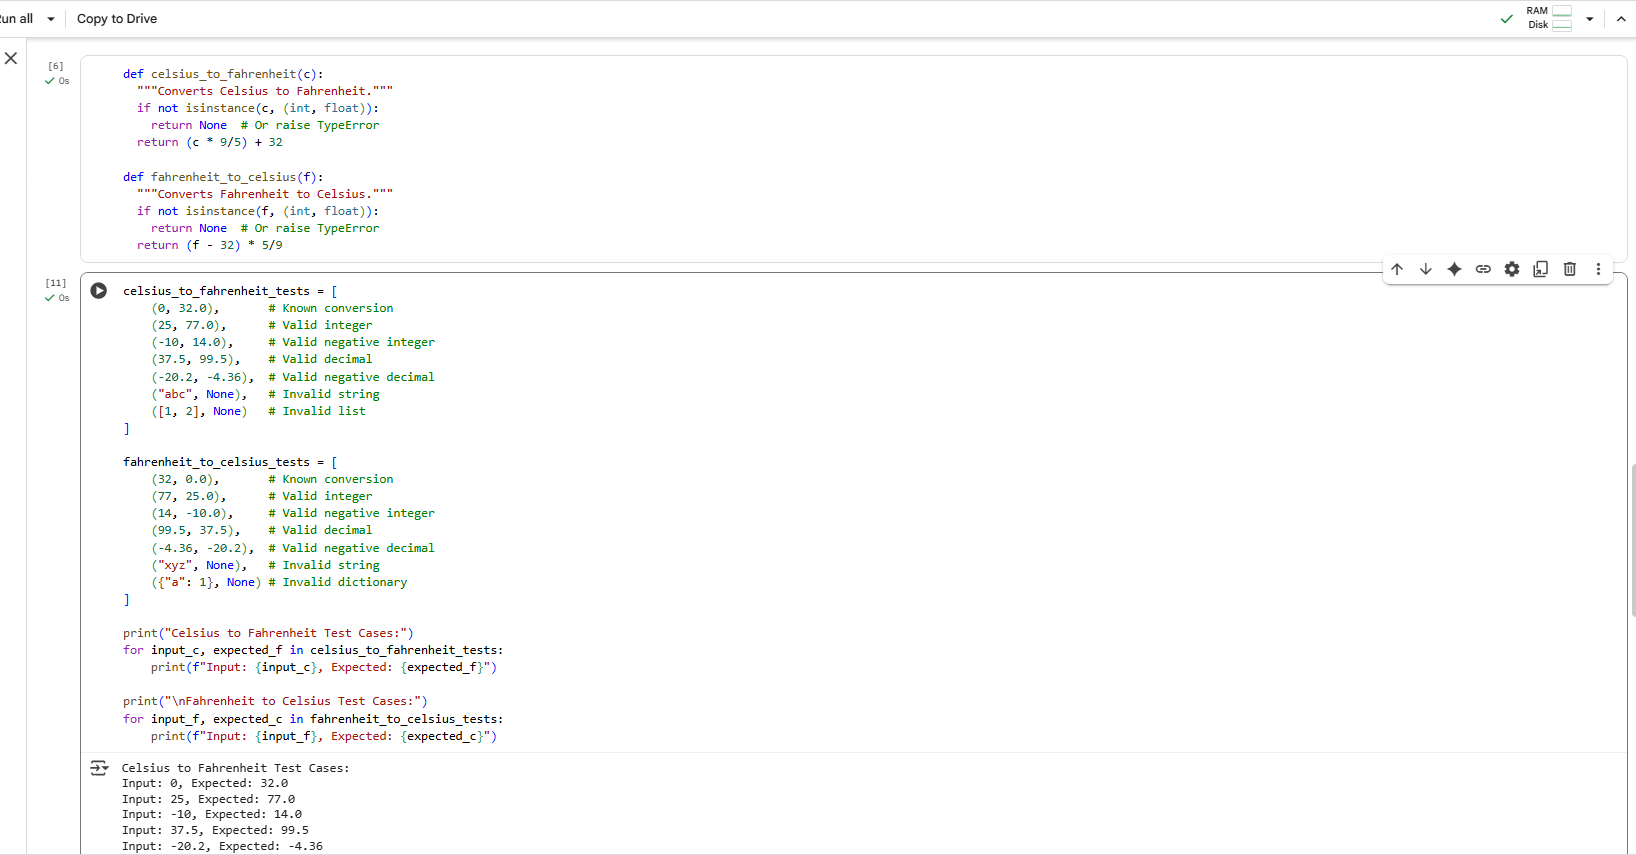 un all
Copy to Drive
RAM
Disk
[6]
0s
def celsius_to_fahrenheit(c):
  """Converts Celsius to Fahrenheit."""
  if not isinstance(c, (int, float)):
    return None  # Or raise TypeError
  return (c * 9/5) + 32
def fahrenheit_to_celsius(f):
  """Converts Fahrenheit to Celsius."""
  if not isinstance(f, (int, float)):
    return None  # Or raise TypeError
  return (f - 32) * 5/9
[11]
0s
celsius_to_fahrenheit_tests = [
    (0, 32.0),       # Known conversion
    (25, 77.0),      # Valid integer
    (-10, 14.0),     # Valid negative integer
    (37.5, 99.5),    # Valid decimal
    (-20.2, -4.36),  # Valid negative decimal
    ("abc", None),   # Invalid string
    ([1, 2], None)   # Invalid list
]
fahrenheit_to_celsius_tests = [
    (32, 0.0),       # Known conversion
    (77, 25.0),      # Valid integer
    (14, -10.0),     # Valid negative integer
    (99.5, 37.5),    # Valid decimal
    (-4.36, -20.2),  # Valid negative decimal
    ("xyz", None),   # Invalid string
    ({"a": 1}, None) # Invalid dictionary
]
print("Celsius to Fahrenheit Test Cases:")
for input_c, expected_f in celsius_to_fahrenheit_tests:
    print(f"Input: {input_c}, Expected: {expected_f}")
print("\nFahrenheit to Celsius Test Cases:")
for input_f, expected_c in fahrenheit_to_celsius_tests:
    print(f"Input: {input_f}, Expected: {expected_c}")
Celsius to Fahrenheit Test Cases:
Input: 0, Expected: 32.0
Input: 25, Expected: 77.0
Input: -10, Expected: 14.0
Input: 37.5, Expected: 99.5
Input: -20.2, Expected: -4.36